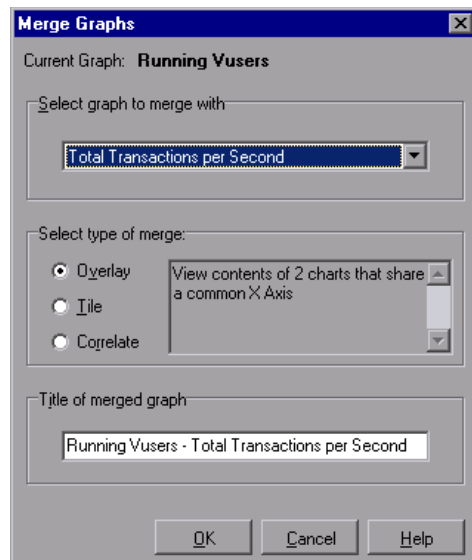 Merge Graphs
Current Graph: Running Vusers
Select graph to merge with
Total Transactions per Second
Select type of merge:
Overlay
Tile
Correlate
View contents of 2 charts that share
a common X Axis
Title of merged graph
Running Vusers - Total Transactions per Second
OK Cancel Help